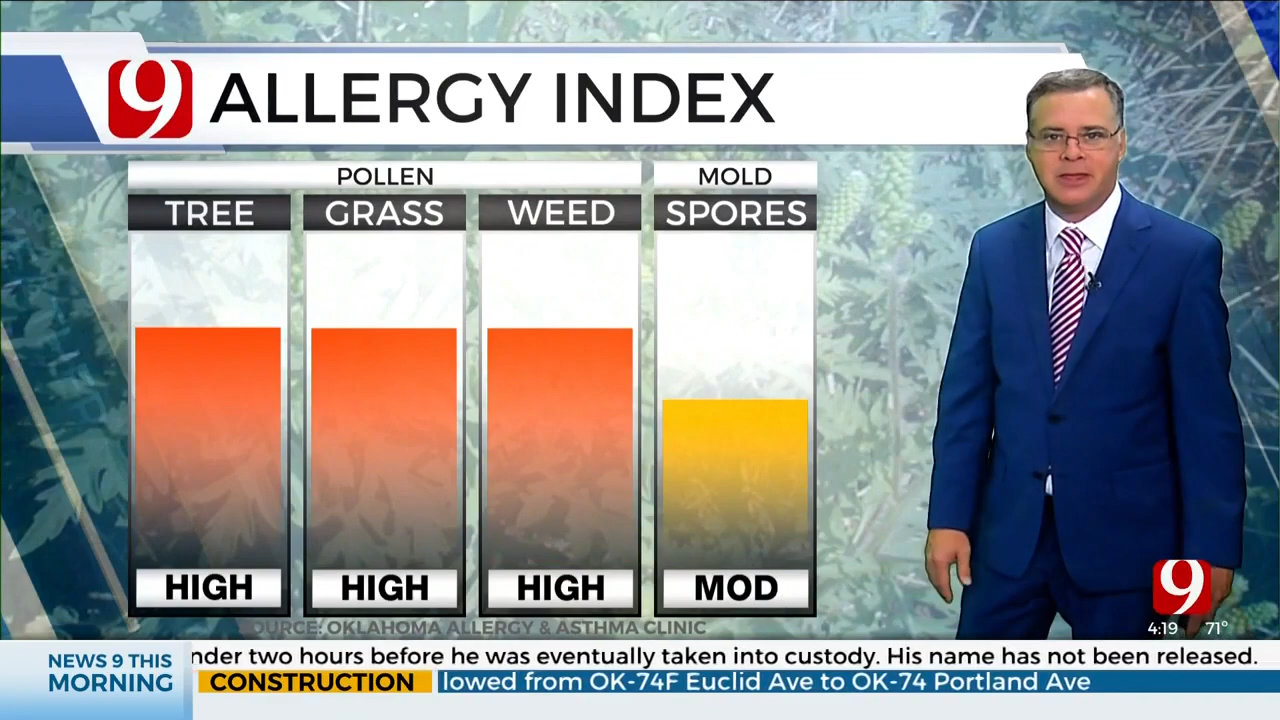 9 ALLERGY INDEX
POLLEN
MOLD
TREE
GRASS
WEED
SPORES
HIGH
HIGH
HIGH
MOD
OURCE: OKLAHOMA ALLERGY & ASTHMA CLINIC
9
4:19 71°
NEWS 9 THIS
MORNING
nder two hours before he was eventually taken into custody. His name has not been released.
CONSTRUCTION
lowed from OK-74F Euclid Ave to OK-74 Portland Ave